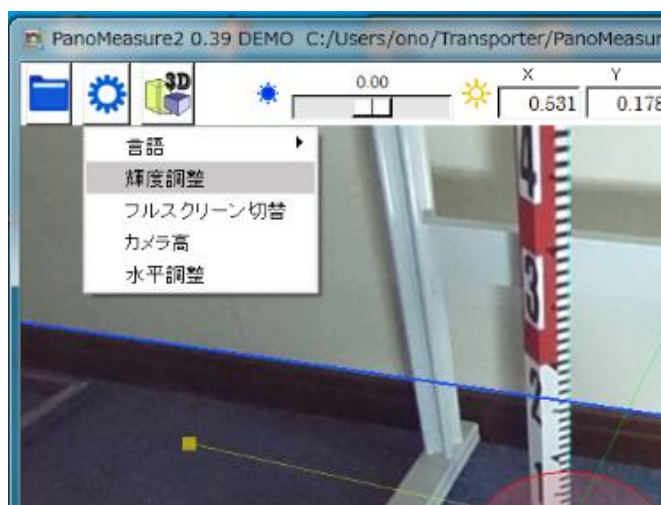 PanoMeasure2 0.39 DEMO C:/Users/ono/Transporter/PanoMeasur
3D
0.00
X Y
0.531 0.178
言語
輝度調整
フルスクリーン切替
カメラ高
水平調整
4
3
2
1